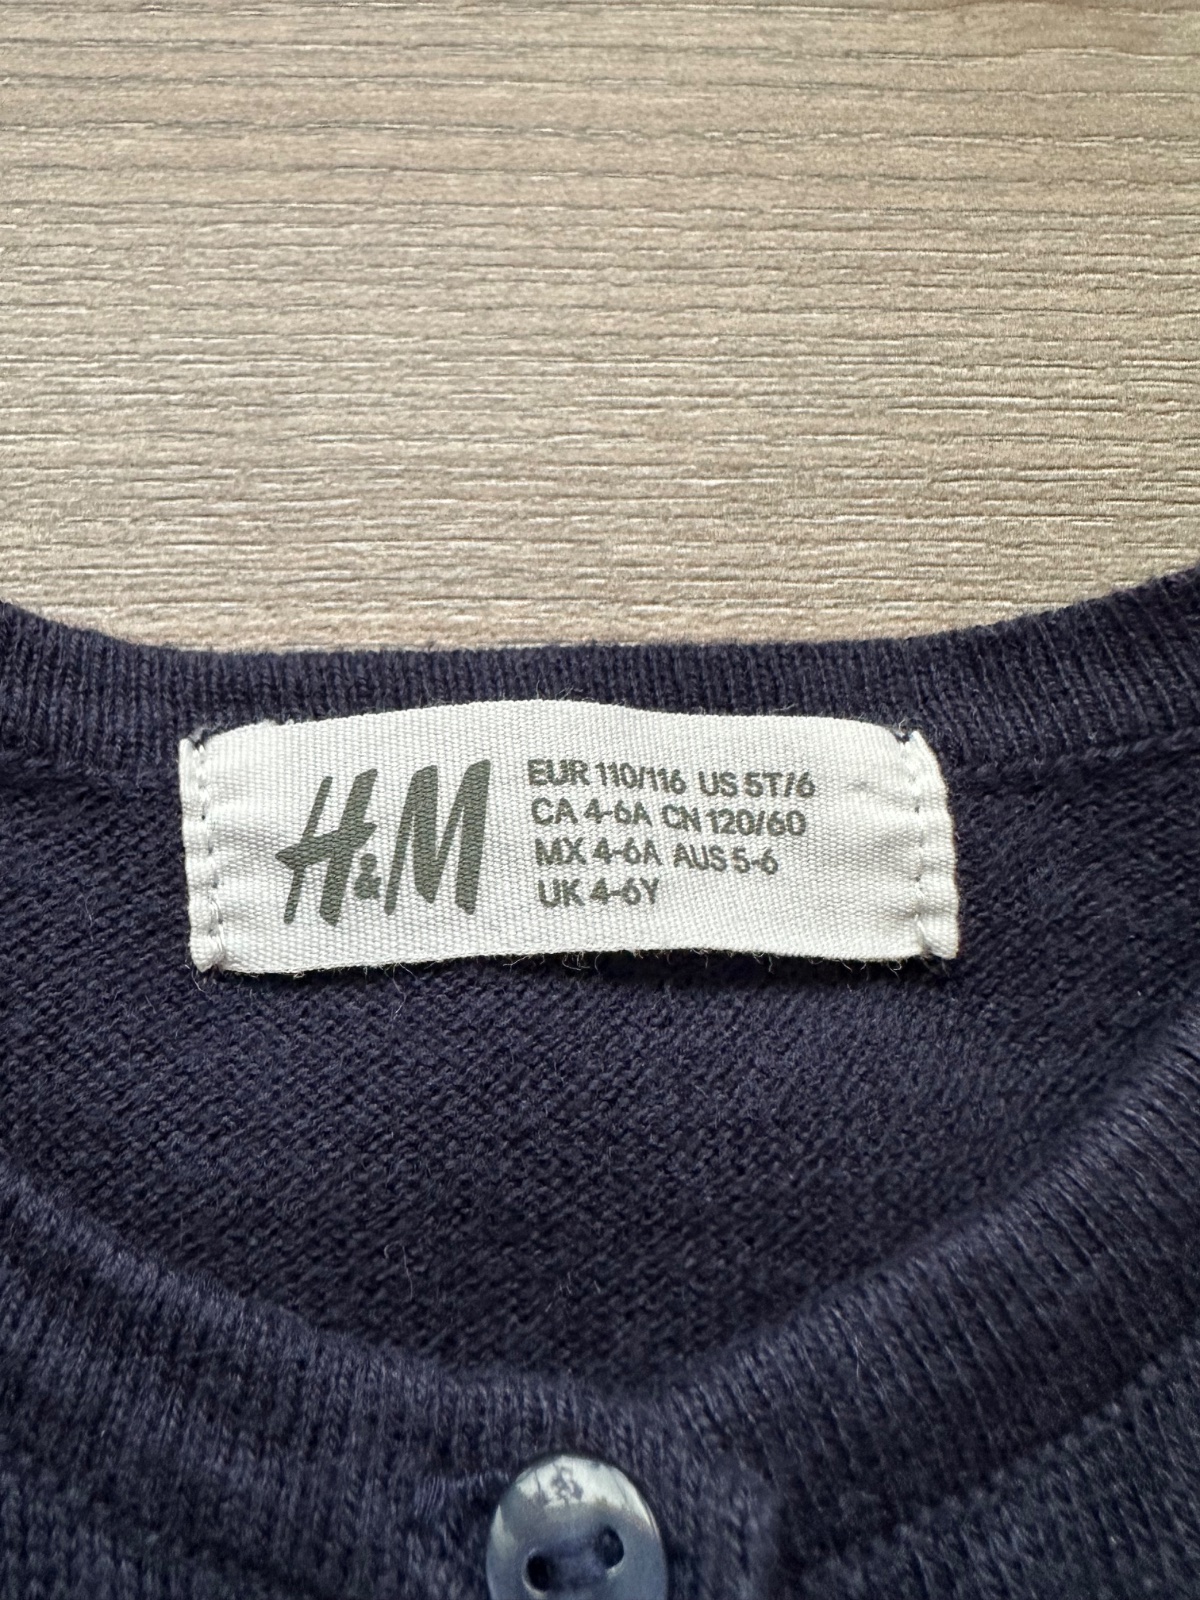 H&M
EUR 110/116 US 5T/6
CA 4-6A CN 120/60
MX 4-6A AUS 5-6
UK 4-6Y